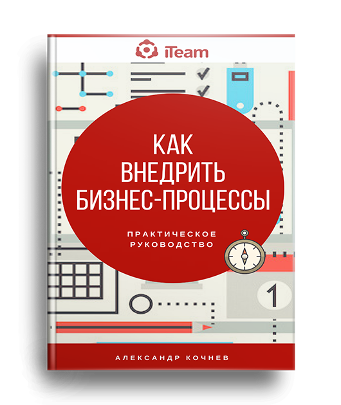 iTeam
КАК
ВНЕДРИТЬ
БИЗНЕС-ПРОЦЕССЫ
ПРАКТИЧЕСКОЕ
РУКОВОДСТВО
1
АЛЕКСАНДР КОЧНЕВ